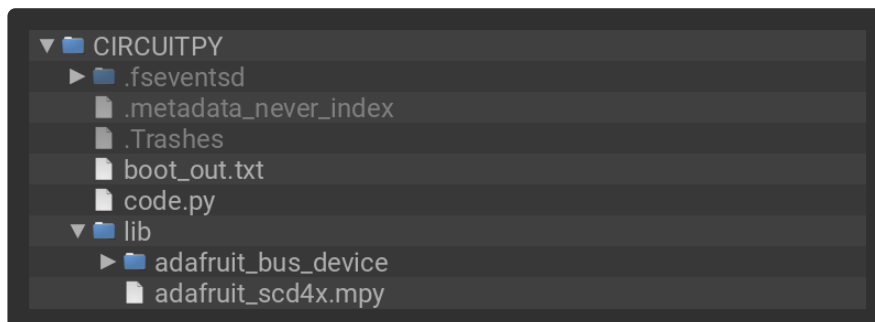 CIRCUITPY
.fseventsd
.metadata_never_index
.Trashes
boot_out.txt
code.py
lib
adafruit_bus_device
adafruit_scd4x.mpy